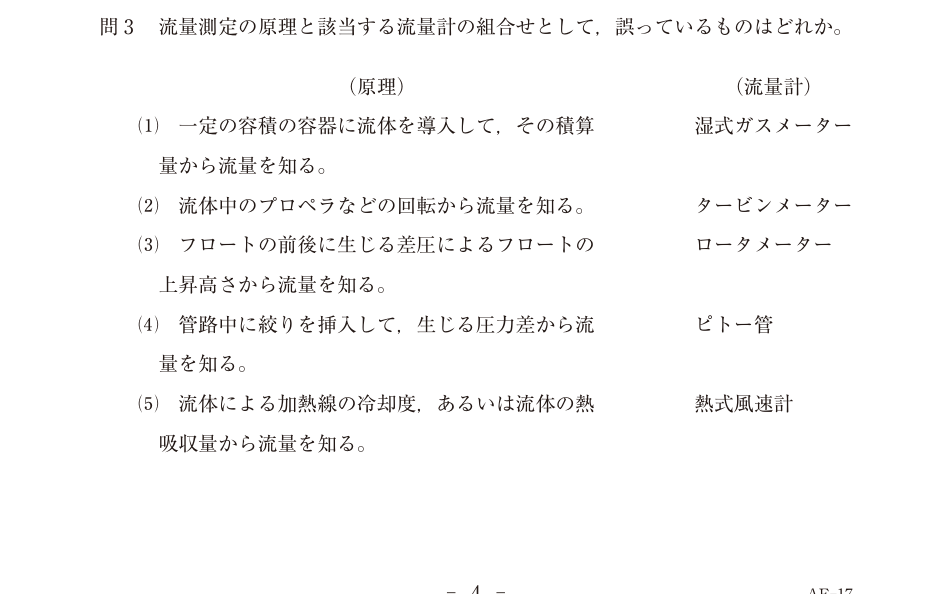 問3 流量測定の原理と該当する流量計の組合せとして，誤っているものはどれか。
（原理） （流量計）
(1) 一定の容積の容器に流体を導入して，その積算 湿式ガスメーター
量から流量を知る。
(2) 流体中のプロペラなどの回転から流量を知る。 タービンメーター
(3) フロートの前後に生じる差圧によるフロートの ロータメーター
上昇高さから流量を知る。
(4) 管路中に絞りを挿入して，生じる圧力差から流 ピトー管
量を知る。
(5) 流体による加熱線の冷却度，あるいは流体の熱 熱式風速計
吸収量から流量を知る。
－ 4 －